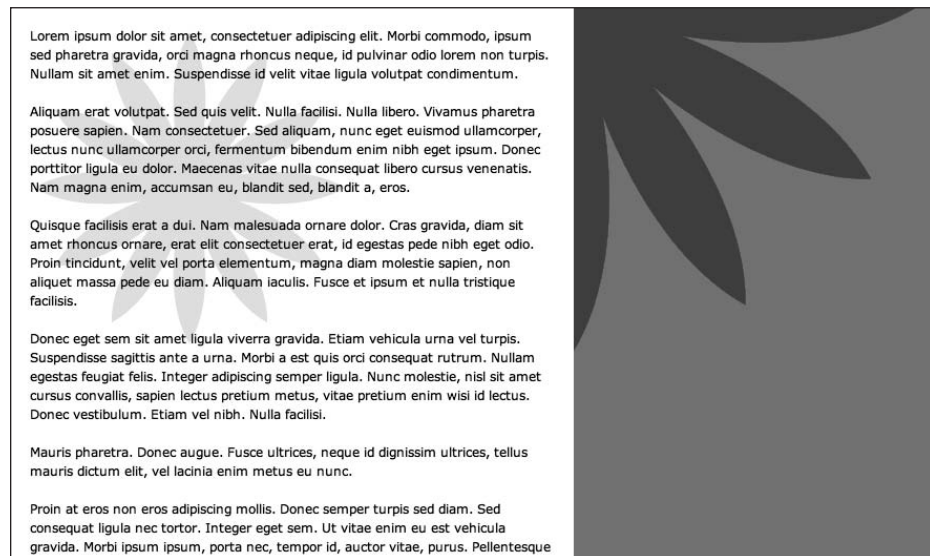 Lorem ipsum dolor sit amet, consectetuer adipiscing elit. Morbi commodo, ipsum
sed pharetra gravida, orci magna rhoncus neque, id pulvinar odio lorem non turpis.
Nullam sit amet enim. Suspendisse id velit vitae ligula volutpat condimentum.
Aliquam erat volutpat. Sed quis velit. Nulla facilisi. Nulla libero. Vivamus pharetra
posuere sapien. Nam consectetuer. Sed aliquam, nunc eget euismod ullamcorper,
lectus nunc ullamcorper orci, fermentum bibendum enim nibh eget ipsum. Donec
porttitor ligula eu dolor. Maecenas vitae nulla consequat libero cursus venenatis.
Nam magna enim, accumsan eu, blandit sed, blandit a, eros.
Quisque facilisis erat a dui. Nam malesuada ornare dolor. Cras gravida, diam sit
amet rhoncus ornare, erat elit consectetuer erat, id egestas pede nibh eget odio.
Proin tincidunt, velit vel porta elementum, magna diam molestie sapien, non
aliquet massa pede eu diam. Aliquam iaculis. Fusce et ipsum et nulla tristique
facilisis.
Donec eget sem sit amet ligula viverra gravida. Etiam vehicula urna vel turpis.
Suspendisse sagittis ante a urna. Morbi a est quis orci consequat rutrum. Nullam
egestas feugiat felis. Integer adipiscing semper ligula. Nunc molestie, nisl sit amet
cursus convallis, sapien lectus pretium metus, vitae pretium enim wisi id lectus.
Donec vestibulum. Etiam vel nibh. Nulla facilisi.
Mauris pharetra. Donec augue. Fusce ultrices, neque id dignissim ultrices, tellus
mauris dictum elit, vel lacinia enim metus eu nunc.
Proin at eros non eros adipiscing mollis. Donec semper turpis sed diam. Sed
consequat ligula nec tortor. Integer eget sem. Ut vitae enim eu est vehicula
gravida. Morbi ipsum ipsum, porta nec, tempor id, auctor vitae, purus. Pellentesque